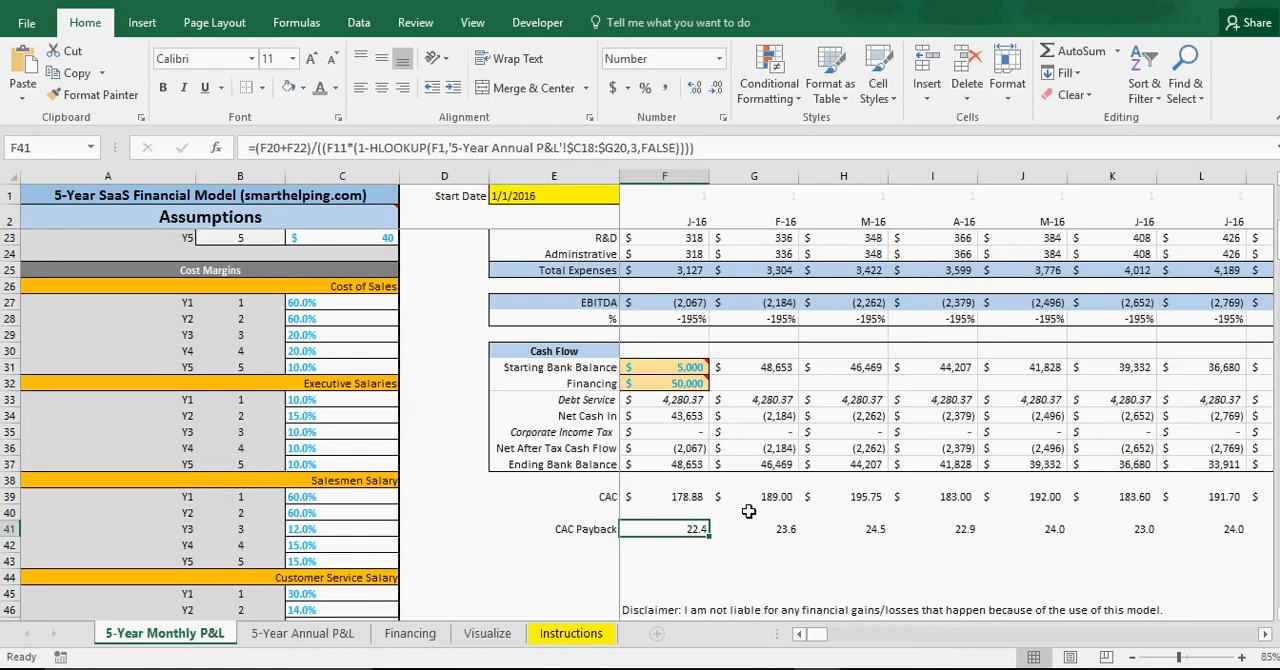 File Home Insert Page Layout Formulas Data Review View Developer Tell me what you want to do Share
Paste Cut Copy Format Painter Calibri 11 B I U Wrap Text Merge & Center Number $ % , Conditional Formatting Format as Table Cell Styles Insert Delete Format AutoSum Fill Clear Sort & Filter Find & Select
Clipboard Font Alignment Number Styles Cells Editing
F41 fx =(F20+F22)/((F11*(1-HLOOKUP(F1,'5-Year Annual P&L'!$C18:$G20,3,FALSE))))
A B C D E F G H I J K L
1 5-Year SaaS Financial Model (smarthelping.com) Start Date 1/1/2016 1 1 1 1 1 1 1
2 Assumptions J-16 F-16 M-16 A-16 M-16 J-16 J-16
23 Y5 5 $ 40 R&D $ 318 $ 336 $ 348 $ 366 $ 384 $ 408 $ 426 $
24 Adminstrative $ 318 $ 336 $ 348 $ 366 $ 384 $ 408 $ 426 $
25 Cost Margins Total Expenses $ 3,127 $ 3,304 $ 3,422 $ 3,599 $ 3,776 $ 4,012 $ 4,189 $
26 Cost of Sales
27 Y1 1 60.0% EBITDA $ (2,067) $ (2,184) $ (2,262) $ (2,379) $ (2,496) $ (2,652) $ (2,769) $
28 Y2 2 60.0% % -195% -195% -195% -195% -195% -195% -195%
29 Y3 3 20.0%
30 Y4 4 20.0% Cash Flow
31 Y5 5 10.0% Starting Bank Balance $ 5,000 $ 48,653 $ 46,469 $ 44,207 $ 41,828 $ 39,332 $ 36,680 $
32 Executive Salaries Financing $ 50,000
33 Y1 1 10.0% Debt Service $ 4,280.37 $ 4,280.37 $ 4,280.37 $ 4,280.37 $ 4,280.37 $ 4,280.37 $ 4,280.37 $
34 Y2 2 15.0% Net Cash In $ 43,653 $ (2,184) $ (2,262) $ (2,379) $ (2,496) $ (2,652) $ (2,769) $
35 Y3 3 10.0% Corporate Income Tax $ - $ - $ - $ - $ - $ - $ - $
36 Y4 4 10.0% Net After Tax Cash Flow $ (2,067) $ (2,184) $ (2,262) $ (2,379) $ (2,496) $ (2,652) $ (2,769) $
37 Y5 5 10.0% Ending Bank Balance $ 48,653 $ 46,469 $ 44,207 $ 41,828 $ 39,332 $ 36,680 $ 33,911 $
38 Salesmen Salary
39 Y1 1 60.0% CAC $ 178.88 $ 189.00 $ 195.75 $ 183.00 $ 192.00 $ 183.60 $ 191.70 $
40 Y2 2 60.0%
41 Y3 3 12.0% CAC Payback 22.4 23.6 24.5 22.9 24.0 23.0 24.0
42 Y4 4 15.0%
43 Y5 5 15.0%
44 Customer Service Salary
45 Y1 1 30.0%
46 Y2 2 14.0% Disclaimer: I am not liable for any financial gains/losses that happen because of the use of this model.
5-Year Monthly P&L 5-Year Annual P&L Financing Visualize Instructions
Ready 85%